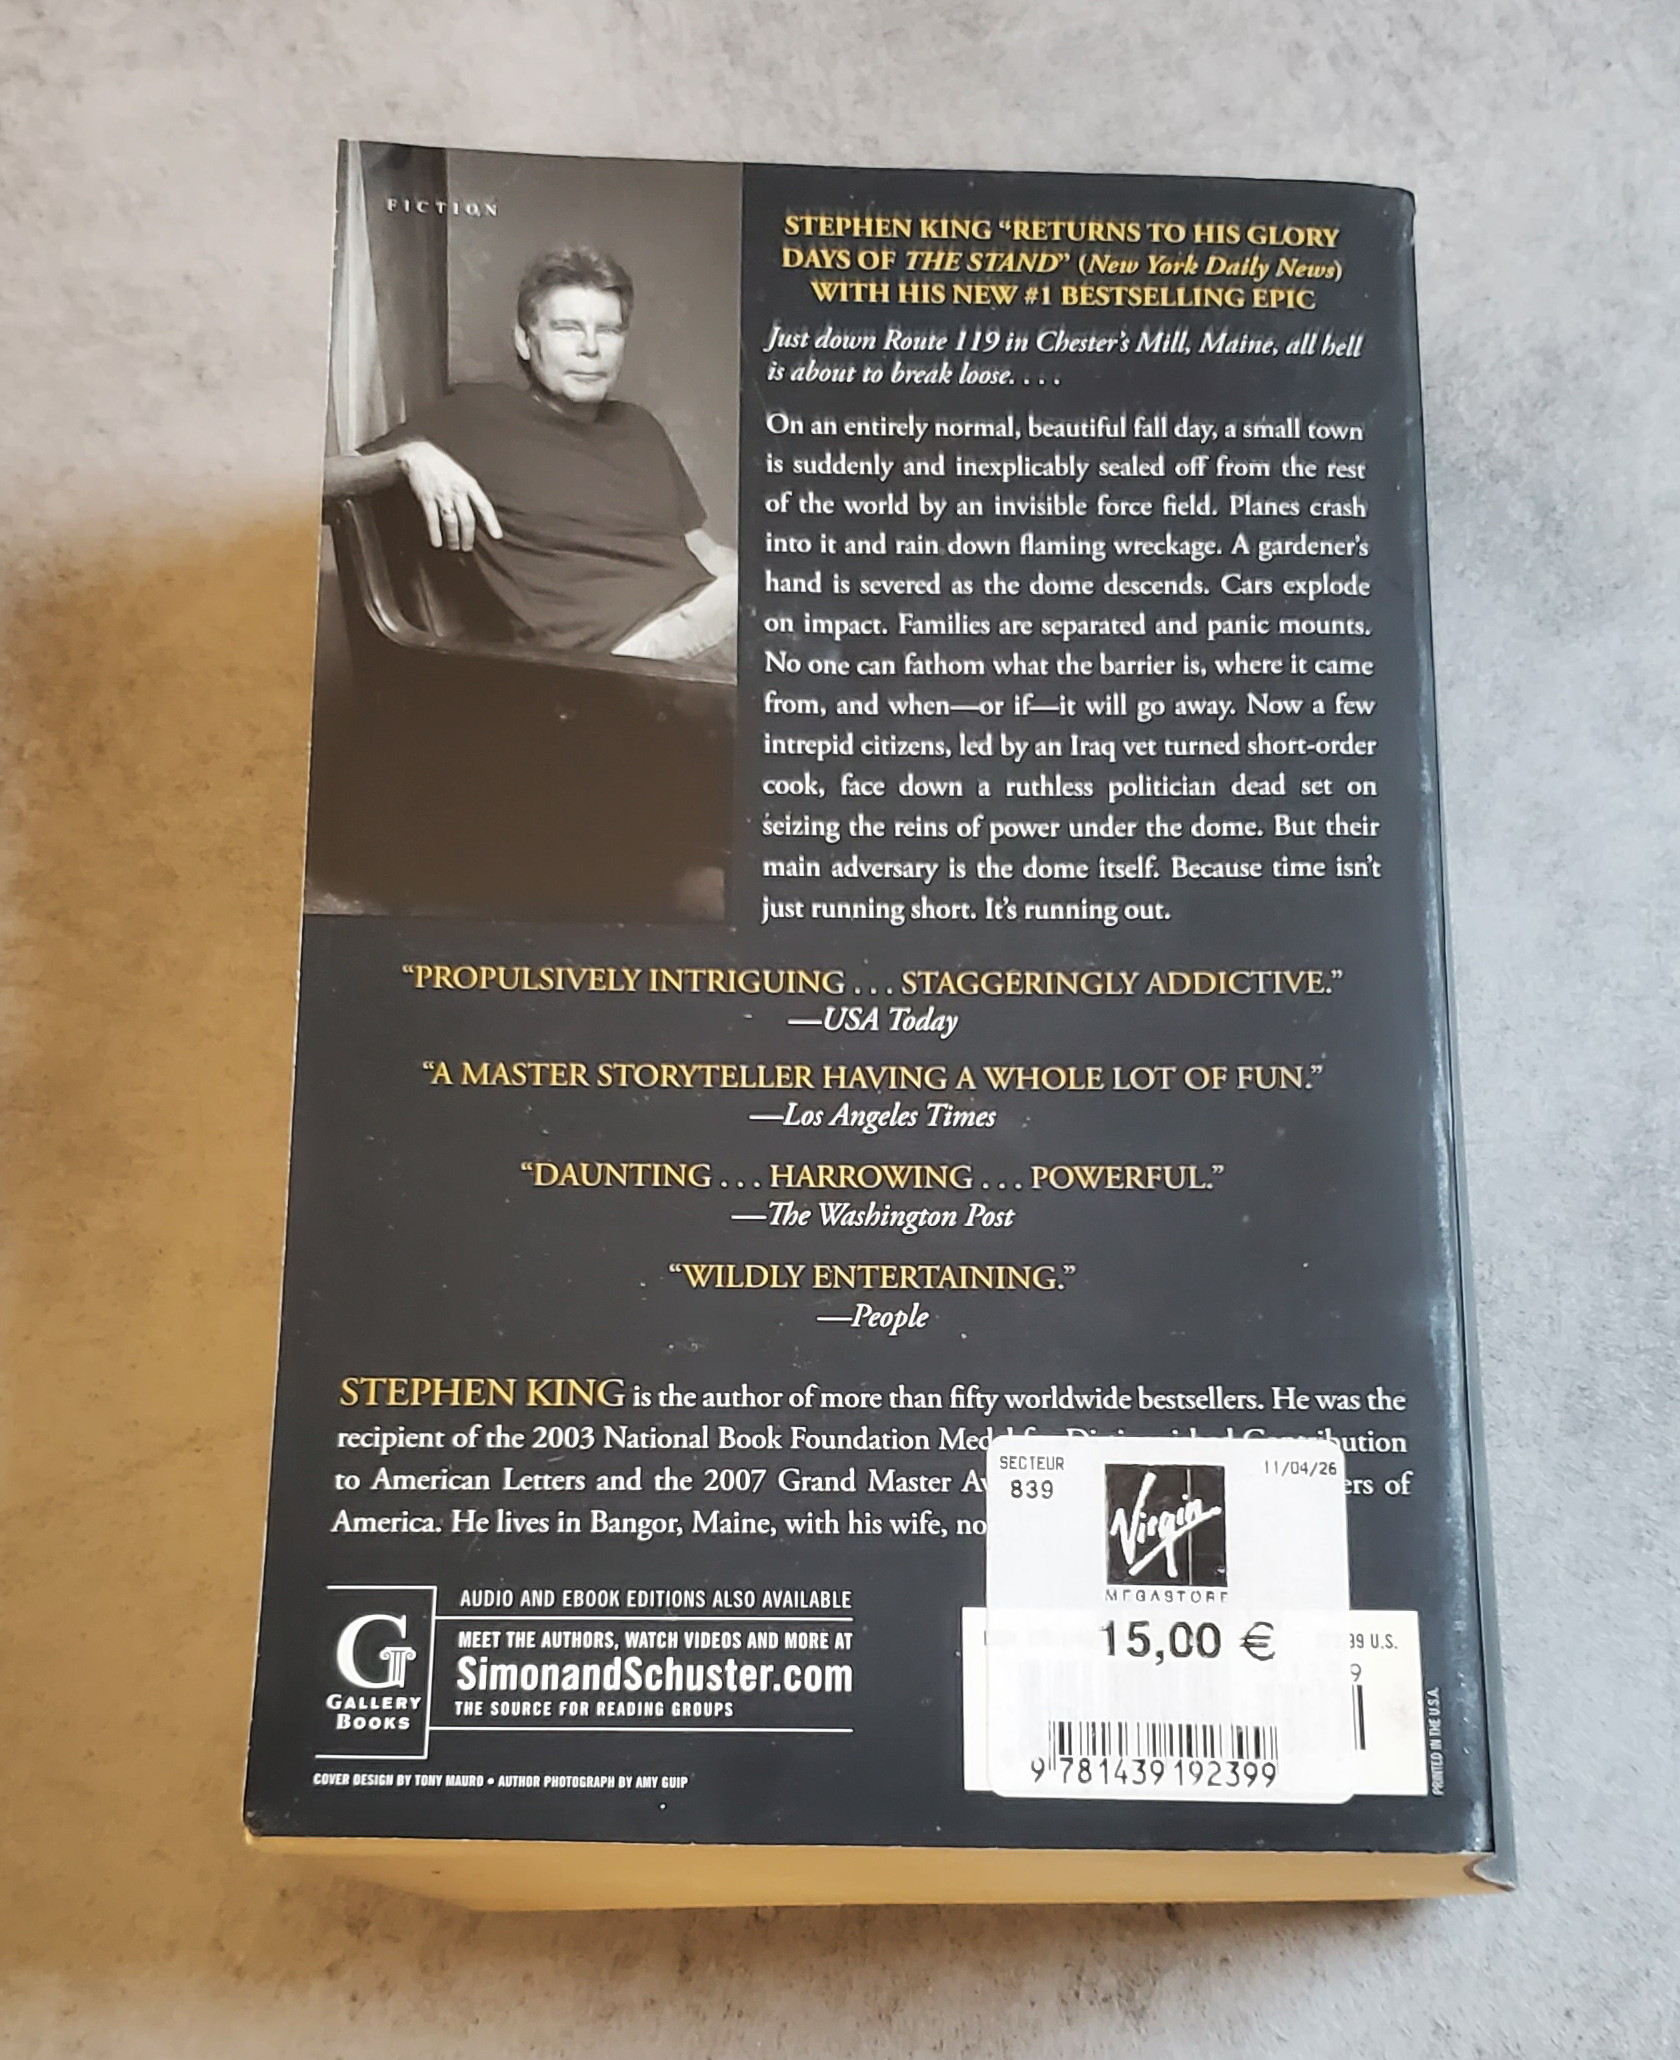 FICTION
STEPHEN KING “RETURNS TO HIS GLORY
DAYS OF THE STAND” (New York Daily News)
WITH HIS NEW #1 BESTSELLING EPIC
Just down Route 119 in Chester's Mill, Maine, all hell
is about to break loose. . . .
On an entirely normal, beautiful fall day, a small town
is suddenly and inexplicably sealed off from the rest
of the world by an invisible force field. Planes crash
into it and rain down flaming wreckage. A gardener's
hand is severed as the dome descends. Cars explode
on impact. Families are separated and panic mounts.
No one can fathom what the barrier is, where it came
from, and when—or if—it will go away. Now a few
intrepid citizens, led by an Iraq vet turned short-order
cook, face down a ruthless politician dead set on
seizing the reins of power under the dome. But their
main adversary is the dome itself. Because time isn't
just running short. It's running out.
“PROPULSIVELY INTRIGUING . . . STAGGERINGLY ADDICTIVE.”
—USA Today
“A MASTER STORYTELLER HAVING A WHOLE LOT OF FUN.”
—Los Angeles Times
“DAUNTING . . . HARROWING . . . POWERFUL.”
—The Washington Post
“WILDLY ENTERTAINING.”
—People
STEPHEN KING is the author of more than fifty worldwide bestsellers. He was the
recipient of the 2003 National Book Foundation
to American Letters and the 2007 Grand Master of
America. He lives in Bangor, Maine, with his wife,
SECTEUR
839
11/04/26
Virgin
MEGASTORE
15,00 €
9 781439 192399
99 U.S.
9
AUDIO AND EBOOK EDITIONS ALSO AVAILABLE
MEET THE AUTHORS, WATCH VIDEOS AND MORE AT
SimonandSchuster.com
THE SOURCE FOR READING GROUPS
G
GALLERY
BOOKS
COVER DESIGN BY TONY MAURO • AUTHOR PHOTOGRAPH BY AMY GUIP
PRINTED IN THE U.S.A.